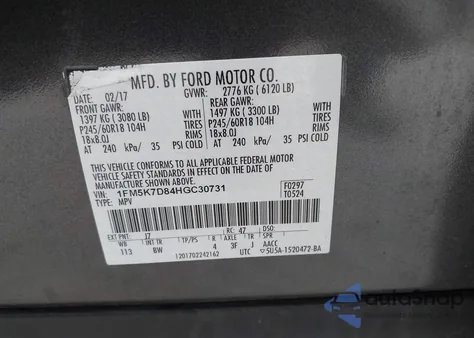 MFD. BY FORD MOTOR CO.
DATE: 02/17 GVWR: 2776 KG ( 6120 LB)
FRONT GAWR: REAR GAWR:
1397 KG ( 3080 LB) WITH 1497 KG ( 3300 LB) WITH
P245/60R18 104H TIRES P245/60R18 104H TIRES
18x8.0J RIMS 18x8.0J RIMS
AT 240 kPa/ 35 PSI COLD AT 240 kPa/ 35 PSI COLD
THIS VEHICLE CONFORMS TO ALL APPLICABLE FEDERAL MOTOR
VEHICLE SAFETY STANDARDS IN EFFECT ON THE DATE OF
MANUFACTURE SHOWN ABOVE.
VIN: 1FM5K7D84HGC30731 F0297
TYPE: MPV T0524
EXT PNT: J7 RC: 47 DSO:
WB INT TR TP/PS R AXLE TR SPR
113 BW 4 3F J AACC
1201702242162 UTC 5U5A-1520472-BA
AutoSnap